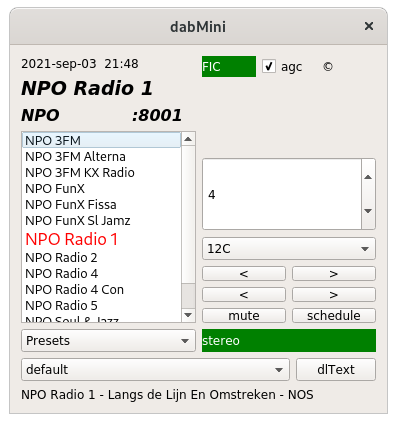 dabMini
2021-sep-03 21:48
FIC
agc
©
NPO Radio 1
NPO :8001
NPO 3FM
NPO 3FM Alterna
NPO 3FM KX Radio
NPO FunX
NPO FunX Fissa
NPO FunX Sl Jamz
NPO Radio 1
NPO Radio 2
NPO Radio 4
NPO Radio 4 Con
NPO Radio 5
NPO Soul & Jazz
4
12C
< >
< >
mute schedule
Presets
stereo
default
dlText
NPO Radio 1 - Langs de Lijn En Omstreken - NOS